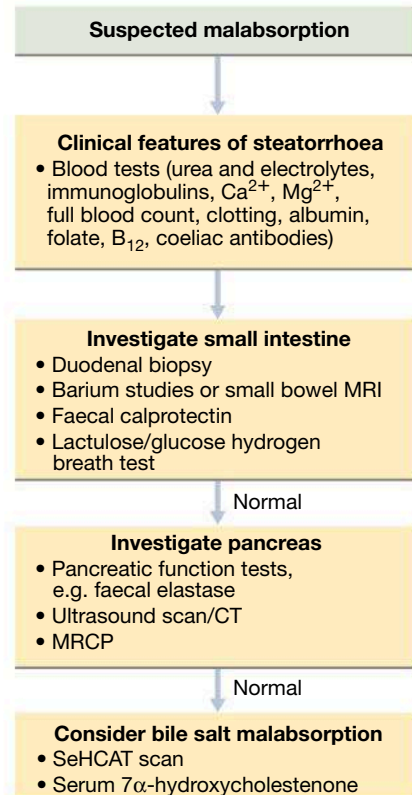 Suspected malabsorption
Clinical features of steatorrhoea
• Blood tests (urea and electrolytes,
immunoglobulins, Ca²⁺, Mg²⁺,
full blood count, clotting, albumin,
folate, B₁₂, coeliac antibodies)
Investigate small intestine
• Duodenal biopsy
• Barium studies or small bowel MRI
• Faecal calprotectin
• Lactulose/glucose hydrogen
breath test
Normal
Investigate pancreas
• Pancreatic function tests,
e.g. faecal elastase
• Ultrasound scan/CT
• MRCP
Normal
Consider bile salt malabsorption
• SeHCAT scan
• Serum 7α-hydroxycholestenone